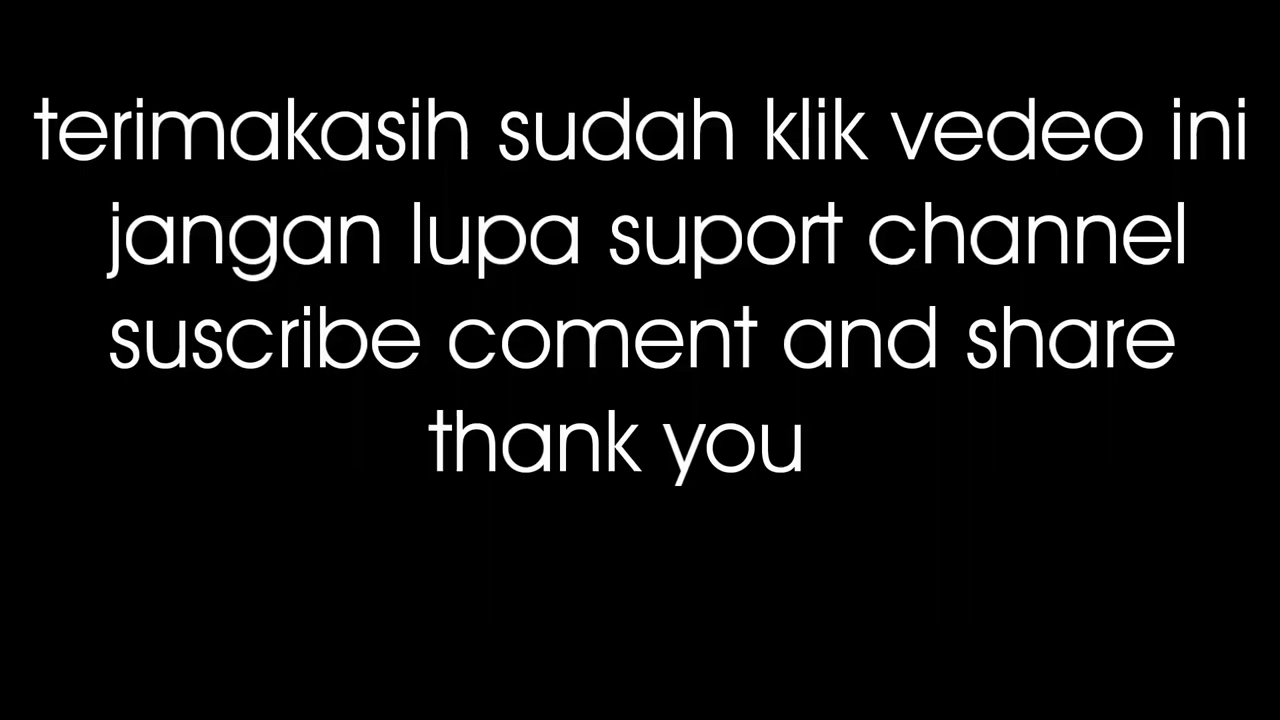 terimakasih sudah klik vedeo ini
jangan lupa suport channel
suscribe coment and share
thank you